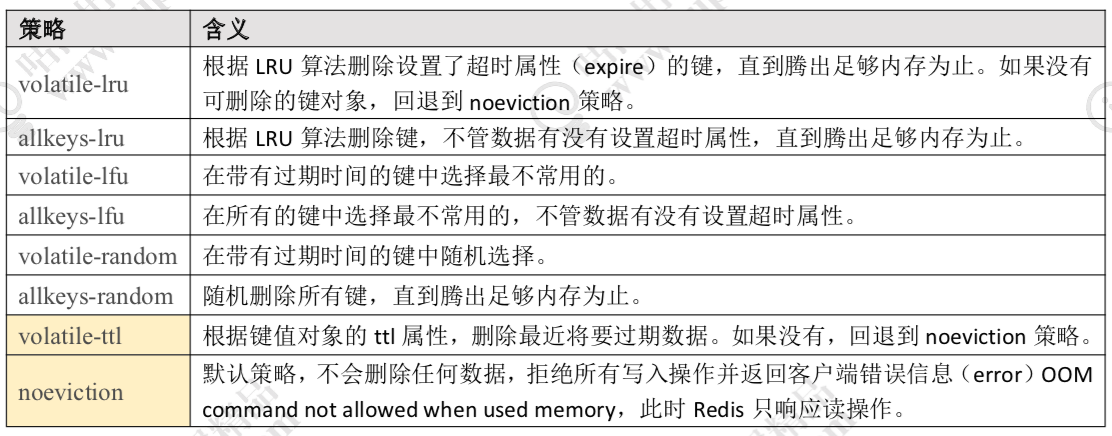 策略 含义
volatile-lru 根据 LRU 算法删除设置了超时属性（expire）的键，直到腾出足够内存为止。如果没有
可删除的键对象，回退到 noeviction 策略。
allkeys-lru 根据 LRU 算法删除键，不管数据有没有设置超时属性，直到腾出足够内存为止。
volatile-lfu 在带有过期时间的键中选择最不常用的。
allkeys-lfu 在所有的键中选择最不常用的，不管数据有没有设置超时属性。
volatile-random 在带有过期时间的键中随机选择。
allkeys-random 随机删除所有键，直到腾出足够内存为止。
volatile-ttl 根据键值对象的 ttl 属性，删除最近将要过期数据。如果没有，回退到 noeviction 策略。
noeviction 默认策略，不会删除任何数据，拒绝所有写入操作并返回客户端错误信息（error）OOM
command not allowed when used memory，此时 Redis 只响应读操作。